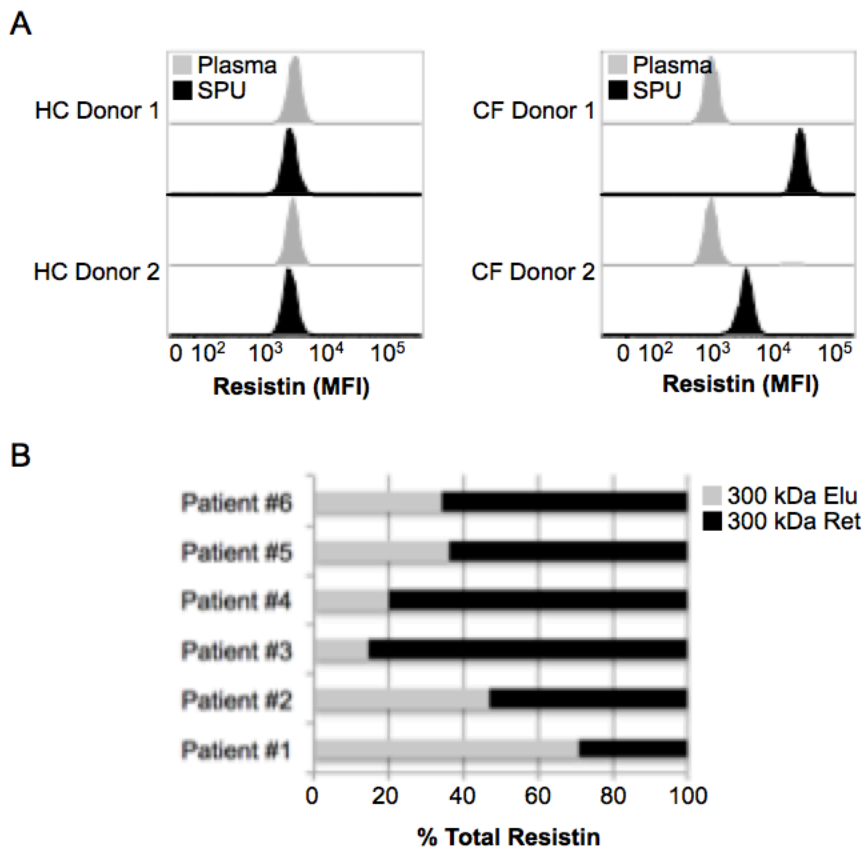 A
Plasma
SPU
HC Donor 1
HC Donor 2
0 10² 10³ 10⁴ 10⁵
Resistin (MFI)
Plasma
SPU
CF Donor 1
CF Donor 2
0 10² 10³ 10⁴ 10⁵
Resistin (MFI)
B
Patient #6
Patient #5
Patient #4
Patient #3
Patient #2
Patient #1
0 20 40 60 80 100
% Total Resistin
300 kDa Elu
300 kDa Ret